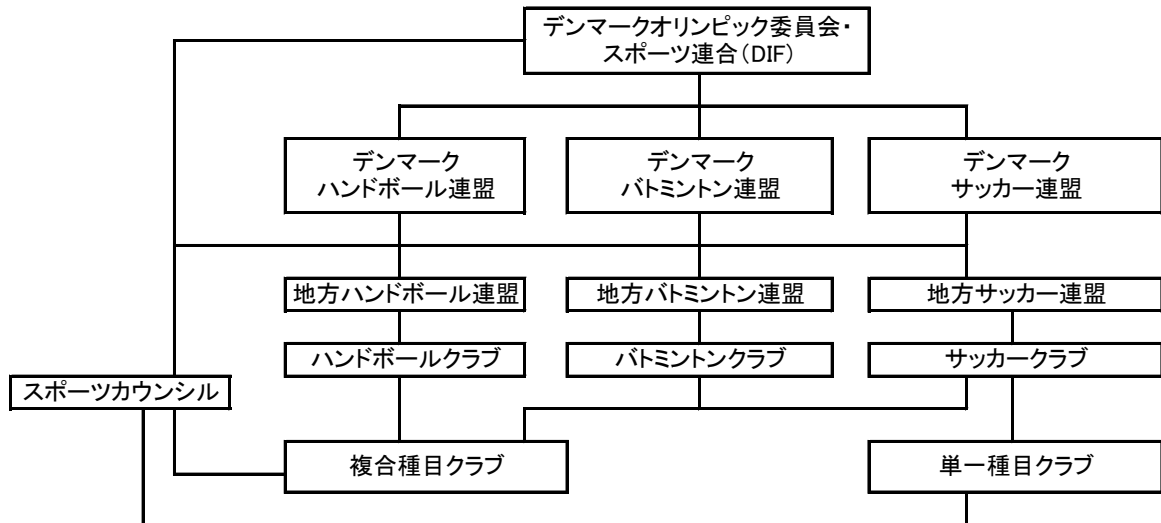 デンマークオリンピック委員会・
スポーツ連合(DIF)
デンマーク
ハンドボール連盟
デンマーク
バトミントン連盟
デンマーク
サッカー連盟
地方ハンドボール連盟
地方バトミントン連盟
地方サッカー連盟
ハンドボールクラブ
バトミントンクラブ
サッカークラブ
スポーツカウンシル
複合種目クラブ
単一種目クラブ